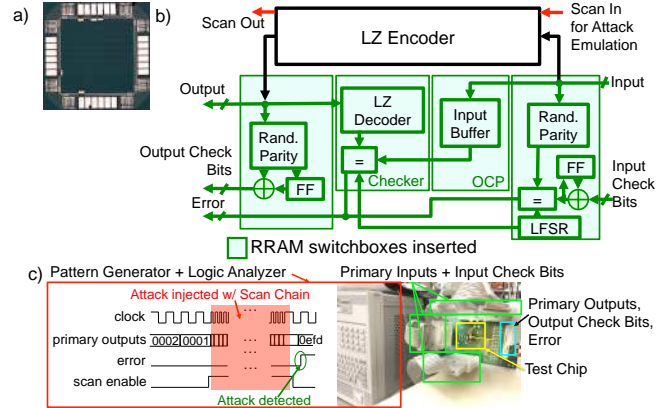 a)
b)
Scan Out
LZ Encoder
Scan In
for Attack
Emulation
Output
Input
LZ
Decoder
Input
Buffer
Rand.
Parity
Rand.
Parity
Output Check
Bits
FF
=
Checker
OCP
FF
=
Input
Check
Bits
Error
LFSR
RRAM switchboxes inserted
c)
Pattern Generator + Logic Analyzer
Primary Inputs + Input Check Bits
Attack injected w/ Scan Chain
clock
...
primary outputs
0002
0001
...
0efd
error
...
scan enable
...
Attack detected
Primary Outputs,
Output Check Bits,
Error
Test Chip